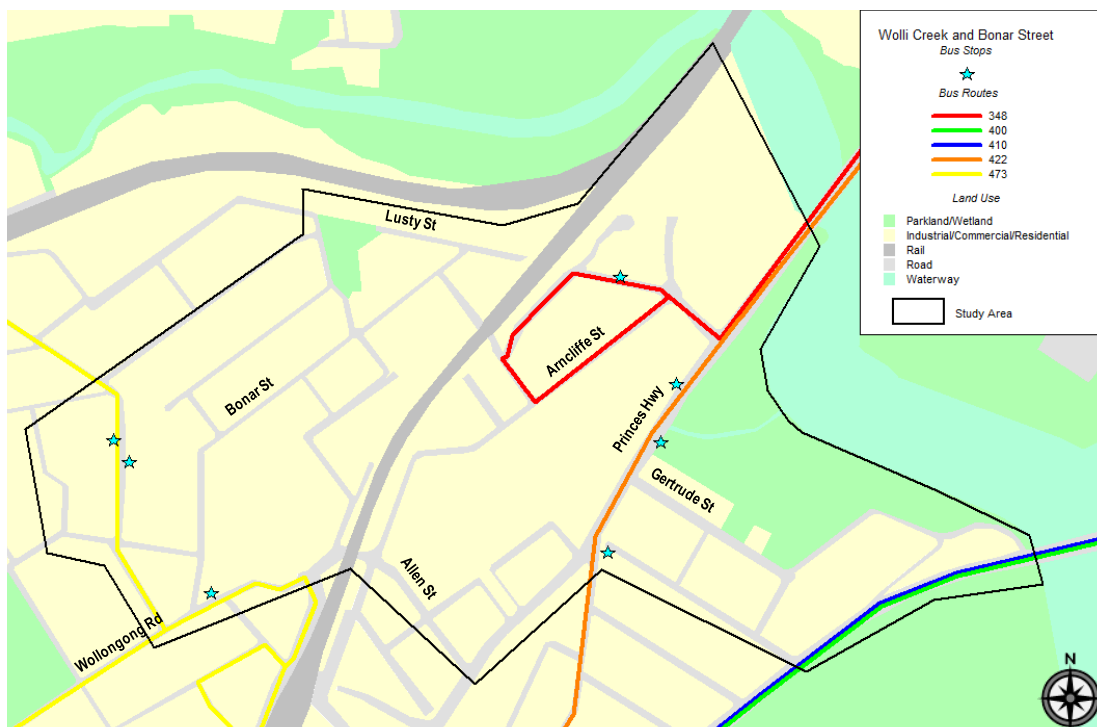 Wolli Creek and Bonar Street
Bus Stops
Bus Routes
348
400
410
422
473
Land Use
Parkland/Wetland
Industrial/Commercial/Residential
Rail
Road
Waterway
Study Area
Lusty St
Arncliffe St
Bonar St
Princes Hwy
Gertrude St
Allen St
Wollongong Rd
N